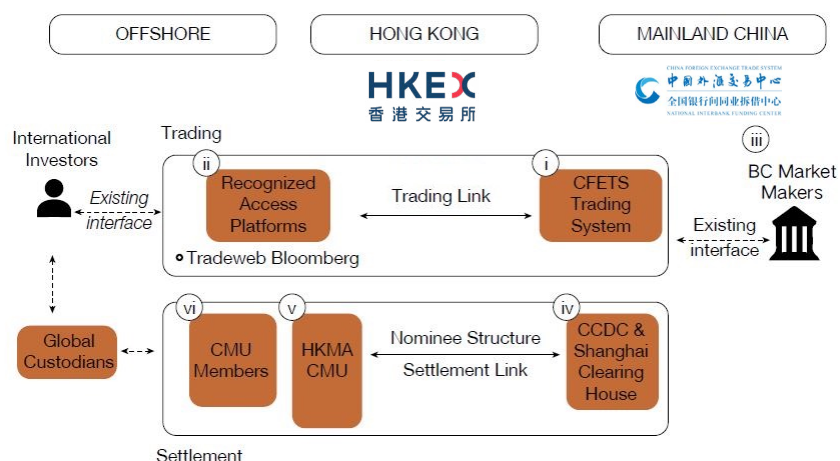 OFFSHORE
HONG KONG
MAINLAND CHINA
HKEX
香港交易所
CHINA FOREIGN EXCHANGE TRADE SYSTEM
中国外汇交易中心
全国银行间同业拆借中心
NATIONAL INTERBANK FUNDING CENTER
International
Investors
Existing
interface
Trading
ii
Recognized
Access
Platforms
Tradeweb Bloomberg
Trading Link
i
CFETS
Trading
System
Existing
interface
iii
BC Market
Makers
Global
Custodians
vi
CMU
Members
v
HKMA
CMU
Nominee Structure
Settlement Link
iv
CCDC &
Shanghai
Clearing
House
Settlement